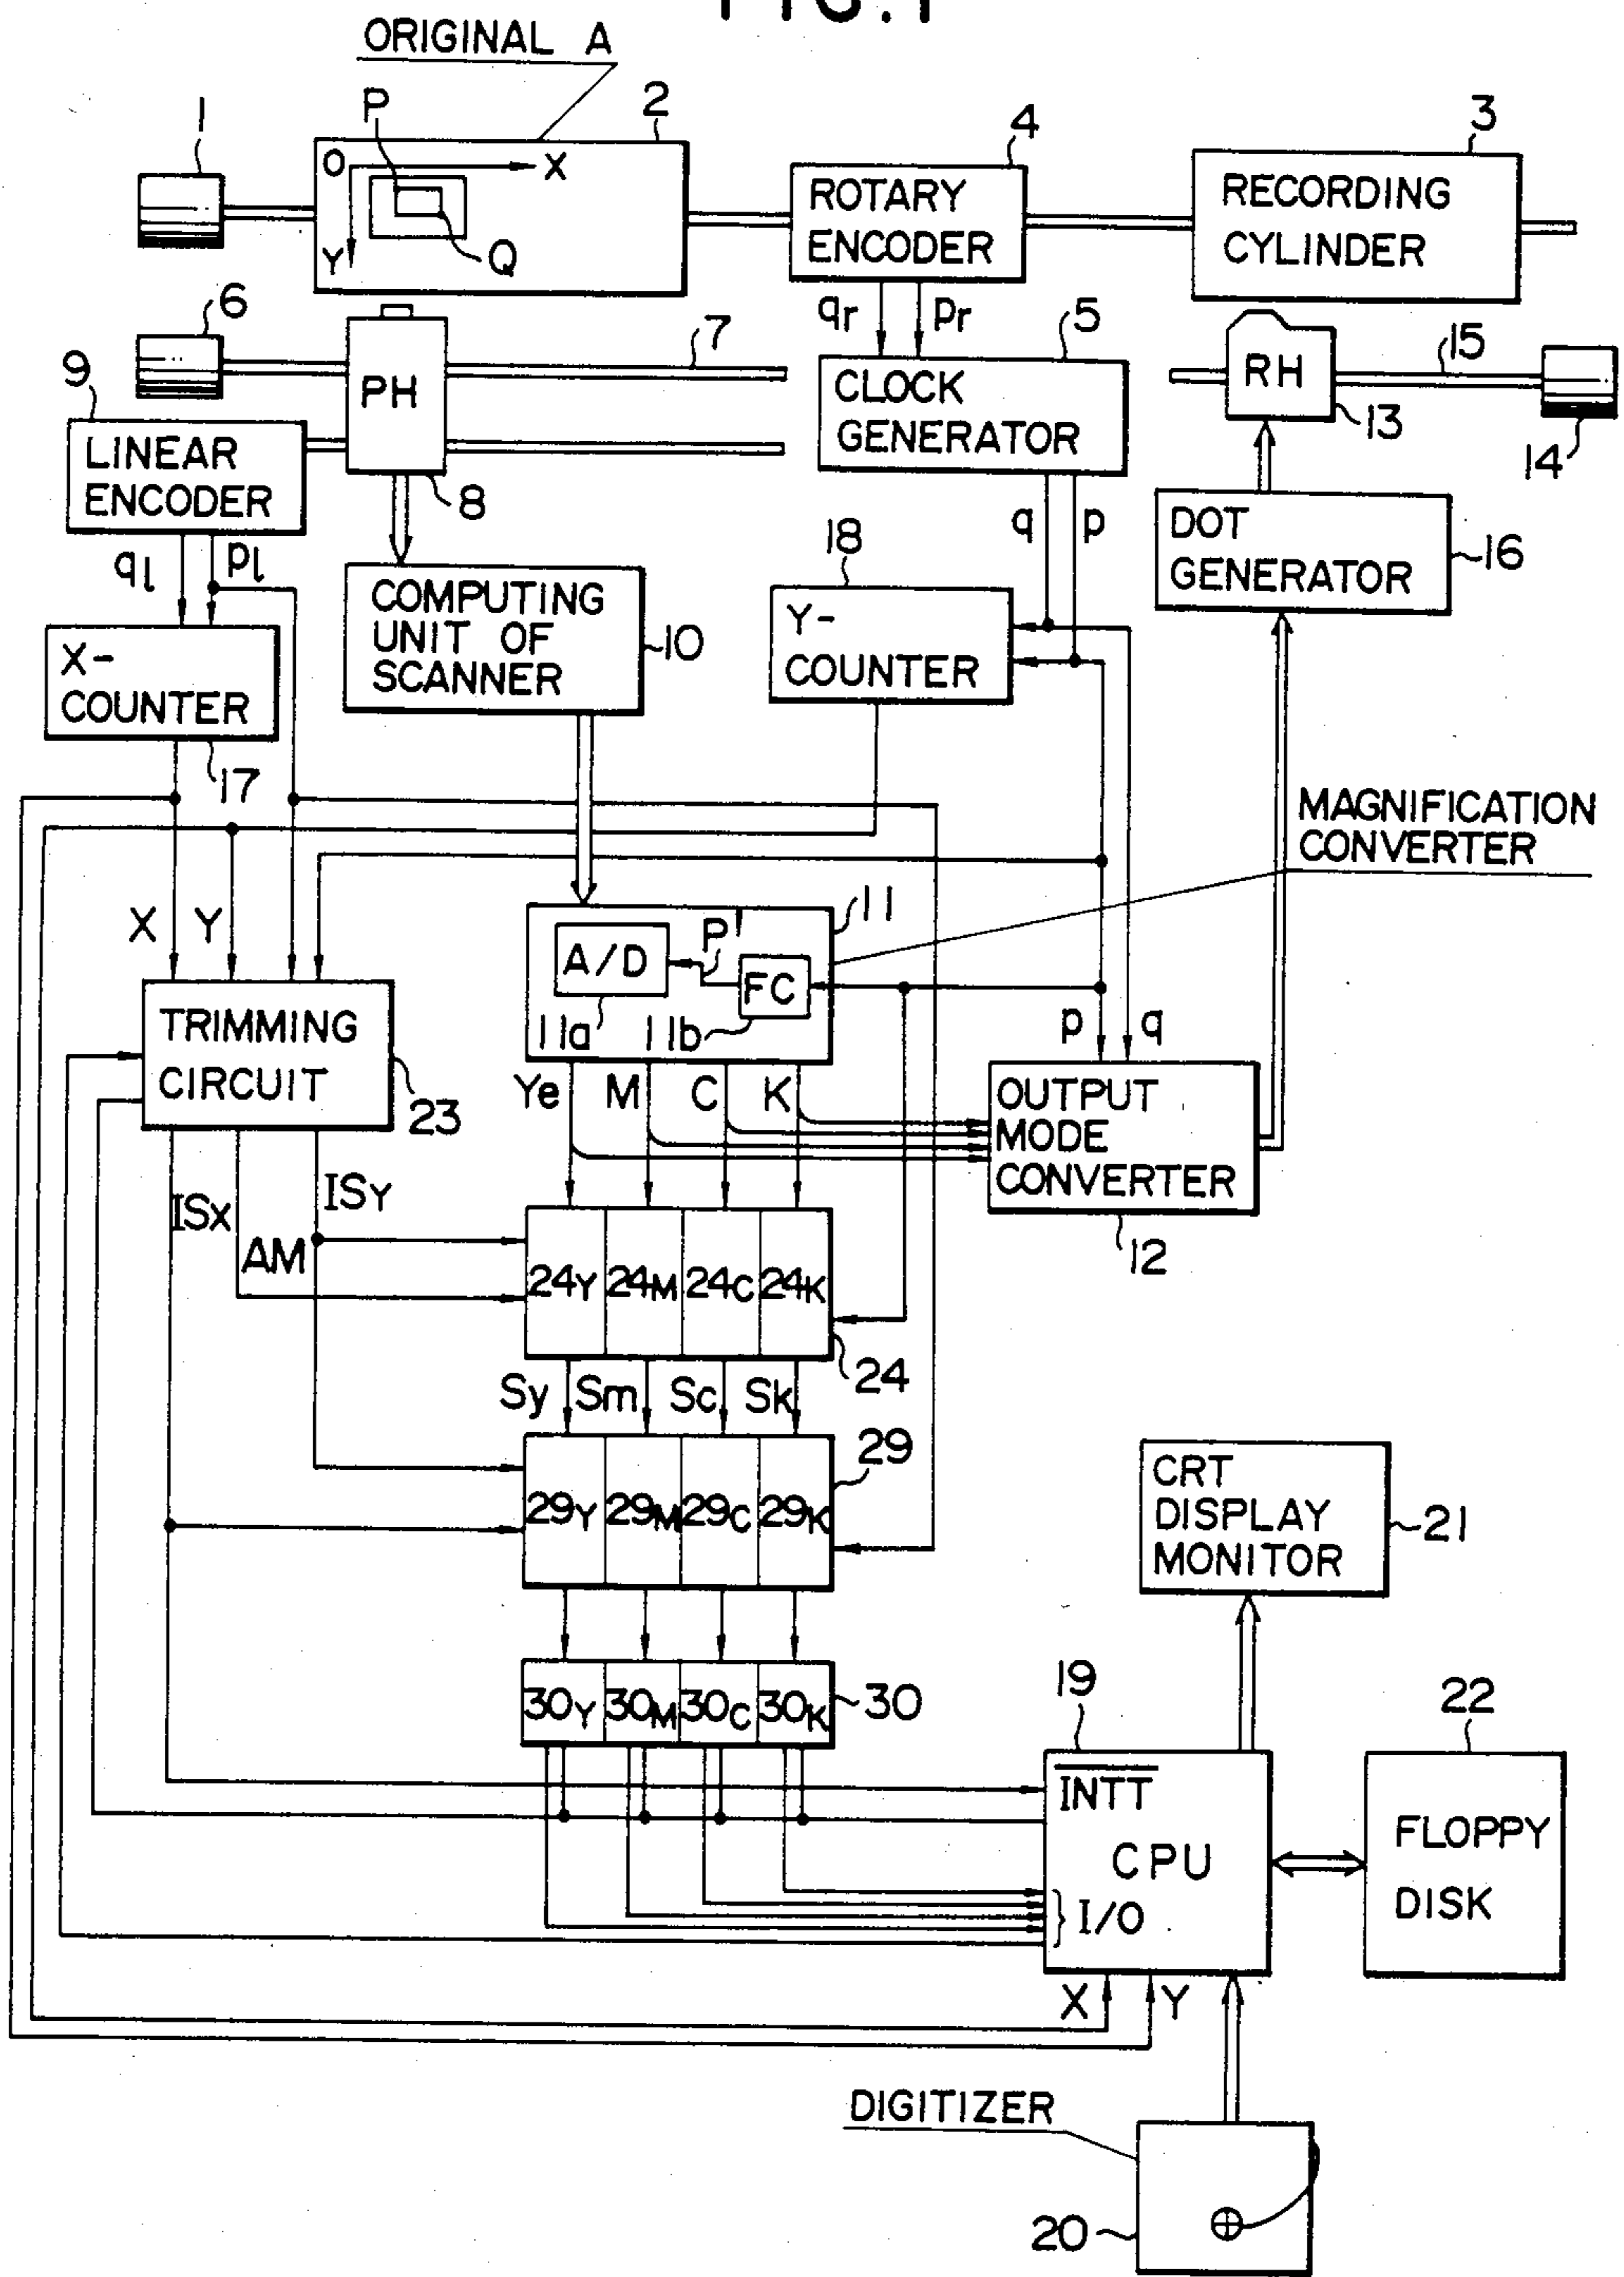 FIG.1
ORIGINAL A
1
P
O
X
Y
Q
2
4
3
ROTARY
ENCODER
RECORDING
CYLINDER
6
9
PH
7
8
qr
pr
5
CLOCK
GENERATOR
RH
15
13
14
LINEAR
ENCODER
ql
pl
q
p
DOT
GENERATOR
16
COMPUTING
UNIT OF
SCANNER
10
18
Y-
COUNTER
X-
COUNTER
17
MAGNIFICATION
CONVERTER
X
Y
A/D
P'
FC
11
11a
11b
p
q
TRIMMING
CIRCUIT
23
Ye
M
C
K
OUTPUT
MODE
CONVERTER
12
ISx
AM
ISY
24Y
24M
24C
24K
24
Sy
Sm
Sc
Sk
29
29Y
29M
29C
29K
CRT
DISPLAY
MONITOR
21
30Y
30M
30C
30K
30
19
22
INTT
CPU
I/O
FLOPPY
DISK
X
Y
DIGITIZER
20